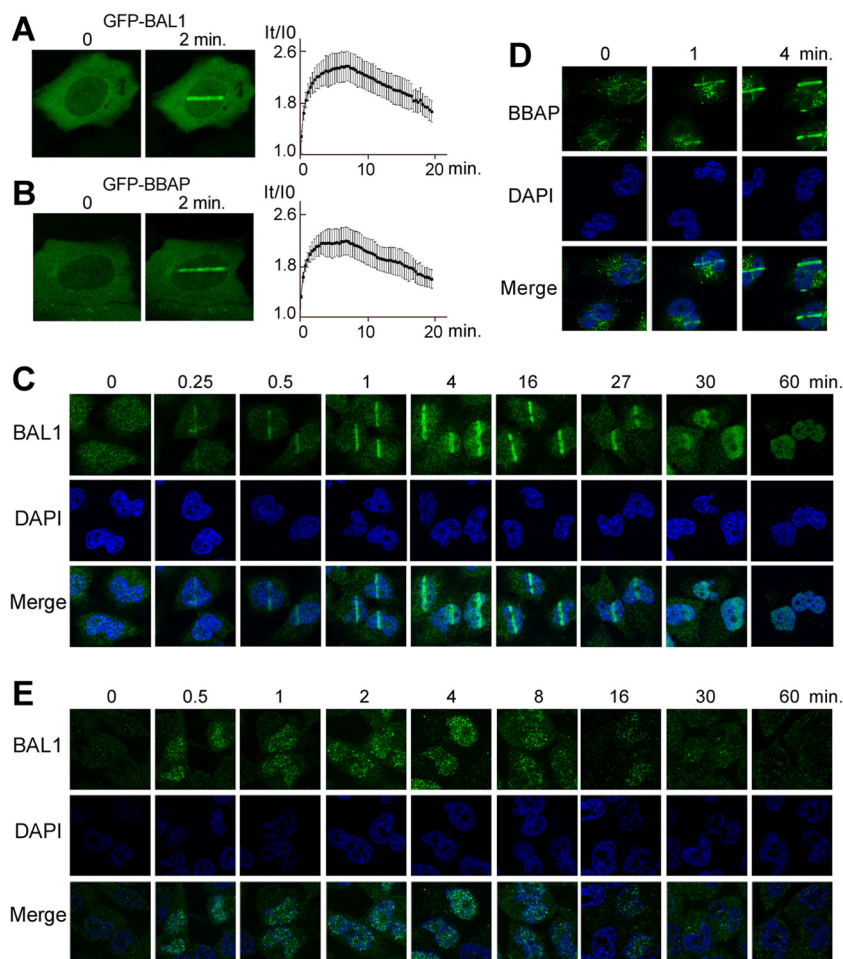 A GFP-BAL1
0 2 min.
It/I0
2.6
1.8
1.0
0 10 20 min.
B GFP-BBAP
0 2 min.
It/I0
2.6
1.8
1.0
0 10 20 min.
D 0 1 4 min.
BBAP
DAPI
Merge
C 0 0.25 0.5 1 4 16 27 30 60 min.
BAL1
DAPI
Merge
E 0 0.5 1 2 4 8 16 30 60 min.
BAL1
DAPI
Merge